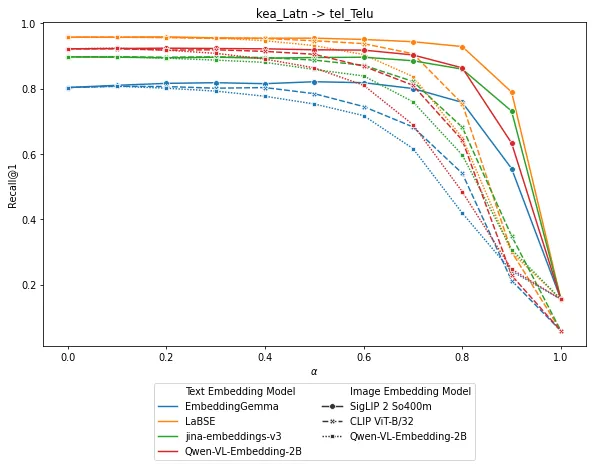 kea_Latn -> tel_Telu
Recall@1
1.0
0.8
0.6
0.4
0.2
0.0 0.2 0.4 0.6 0.8 1.0
α
Text Embedding Model Image Embedding Model
EmbeddingGemma SigLIP 2 So400m
LaBSE CLIP ViT-B/32
jina-embeddings-v3 Qwen-VL-Embedding-2B
Qwen-VL-Embedding-2B